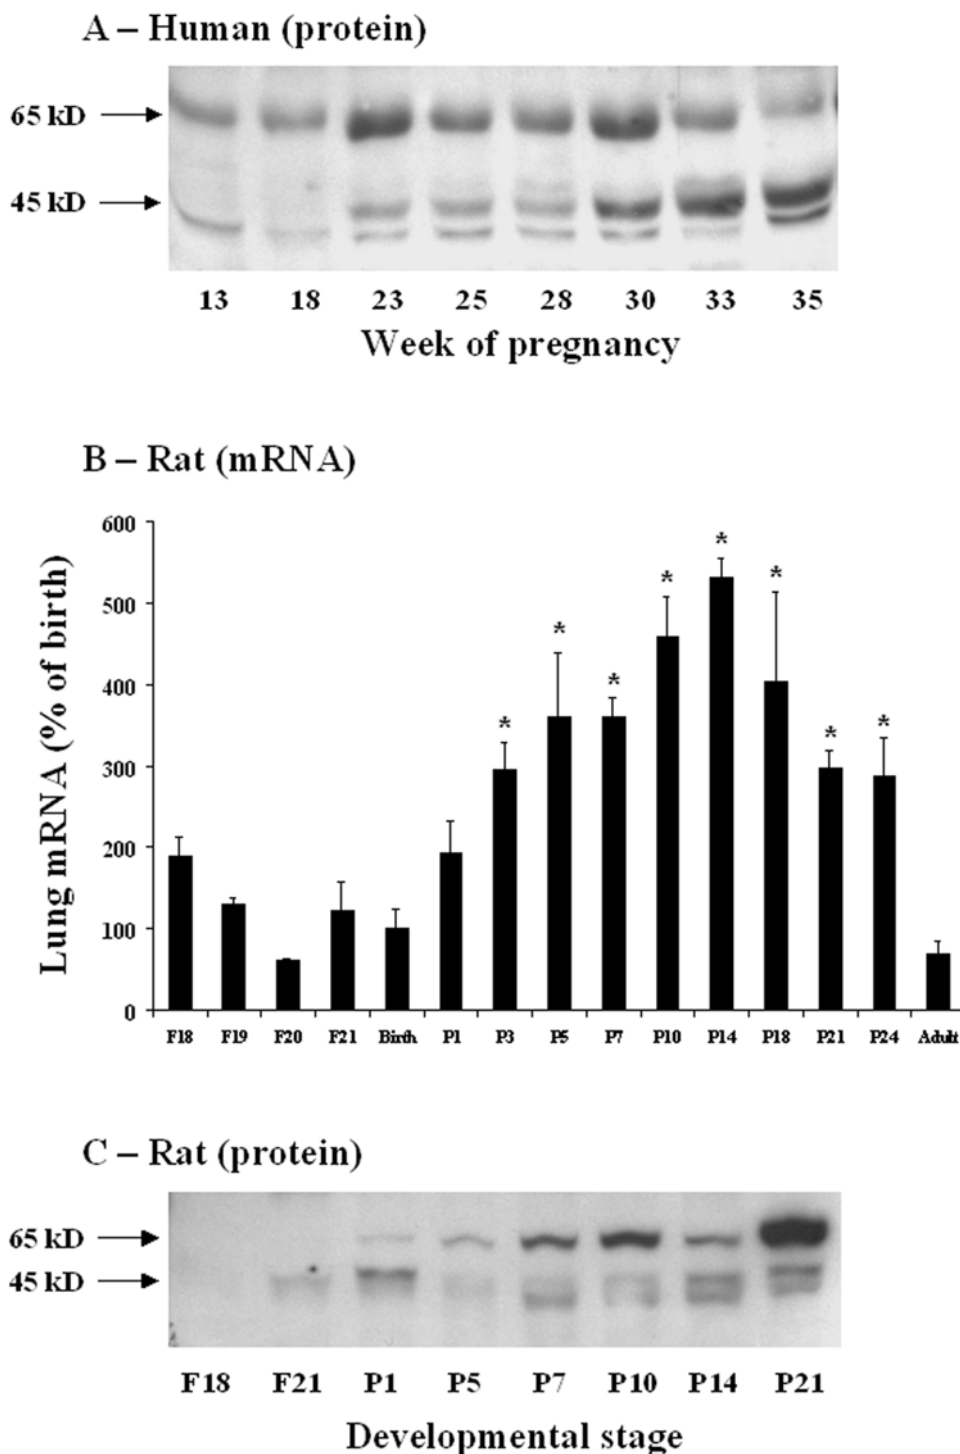 A – Human (protein)
65 kD
45 kD
13 18 23 25 28 30 33 35
Week of pregnancy
B – Rat (mRNA)
Lung mRNA (% of birth)
600
500
400
300
200
100
0
* * * * * * * *
F18 F19 F20 F21 Birth P1 P3 P5 P7 P10 P14 P18 P21 P24 Adult
C – Rat (protein)
65 kD
45 kD
F18 F21 P1 P5 P7 P10 P14 P21
Developmental stage